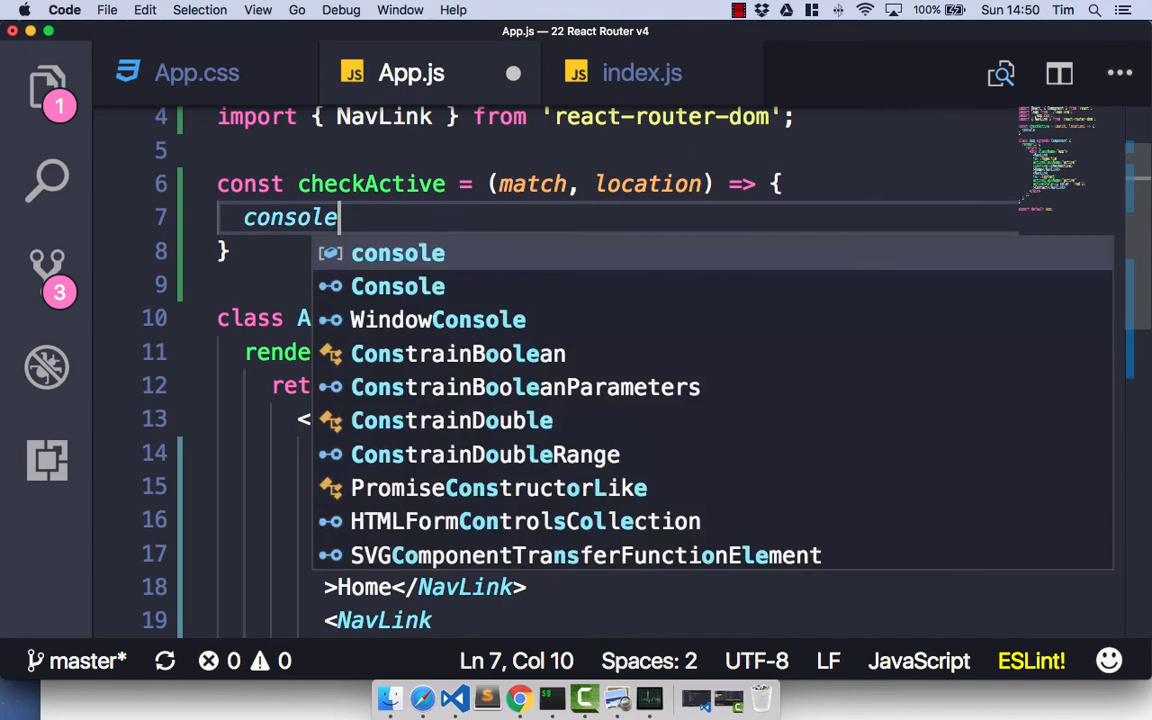 Code File Edit Selection View Go Debug Window Help 100% Sun 14:50 Tim
App.js — 22 React Router v4
App.css
JS App.js
JS index.js
1
3
4 import { NavLink } from 'react-router-dom';
5
6 const checkActive = (match, location) => {
7 console
8 }
9
10 class A
11 rende
12 ret
13 <
14
15
16
17
18 >Home</NavLink>
19 <NavLink
console
Console
WindowConsole
ConstrainBoolean
ConstrainBooleanParameters
ConstrainDouble
ConstrainDoubleRange
PromiseConstructorLike
HTMLFormControlsCollection
SVGComponentTransferFunctionElement
master* 0 0 Ln 7, Col 10 Spaces: 2 UTF-8 LF JavaScript ESLint!